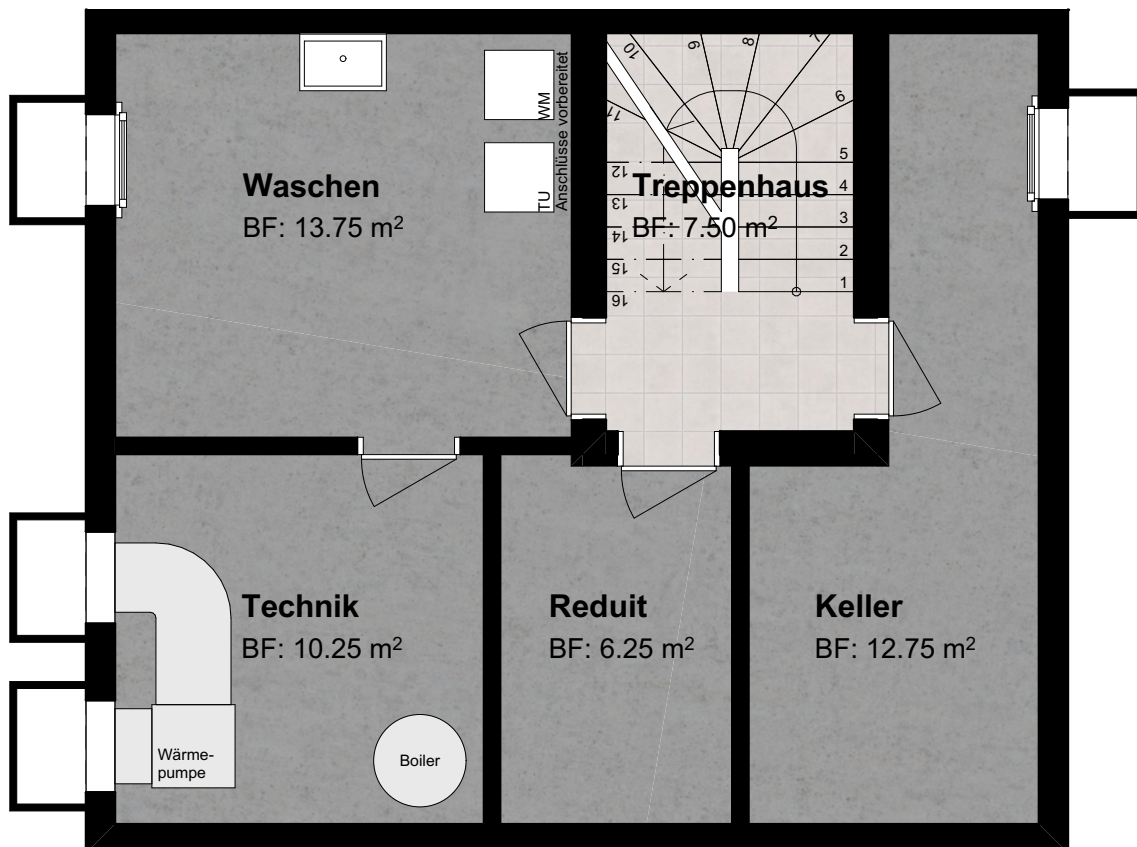 Waschen
BF: 13.75 m²
WM
TU
Anschlüsse vorbereitet
Treppenhaus
BF: 7.50 m²
1
2
3
4
5
6
7
8
9
10
11
12
13
14
15
16
Technik
BF: 10.25 m²
Wärme-
pumpe
Boiler
Reduit
BF: 6.25 m²
Keller
BF: 12.75 m²